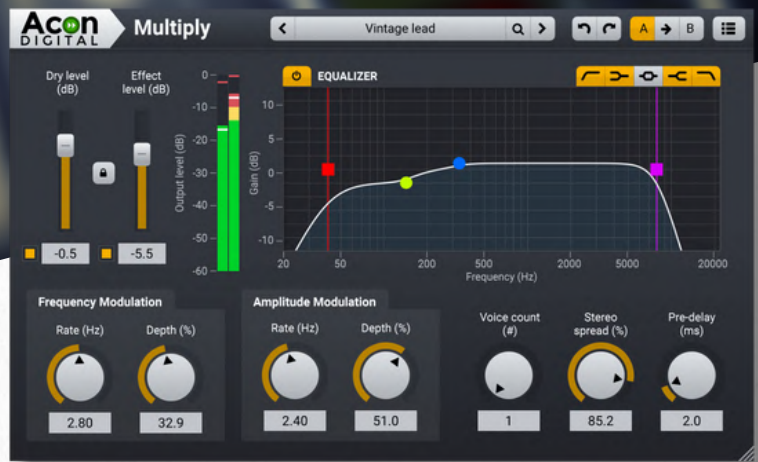 Acon
DIGITAL
Multiply
Vintage lead
A
B
Dry level
(dB)
Effect
level (dB)
-0.5
-5.5
Output level (dB)
0
-10
-20
-30
-40
-50
-60
EQUALIZER
Gain (dB)
10
5
0
-5
-10
20
50
200
500
2000
5000
20000
Frequency (Hz)
Frequency Modulation
Rate (Hz)
Depth (%)
2.80
32.9
Amplitude Modulation
Rate (Hz)
Depth (%)
2.40
51.0
Voice count
(#)
1
Stereo
spread (%)
85.2
Pre-delay
(ms)
2.0